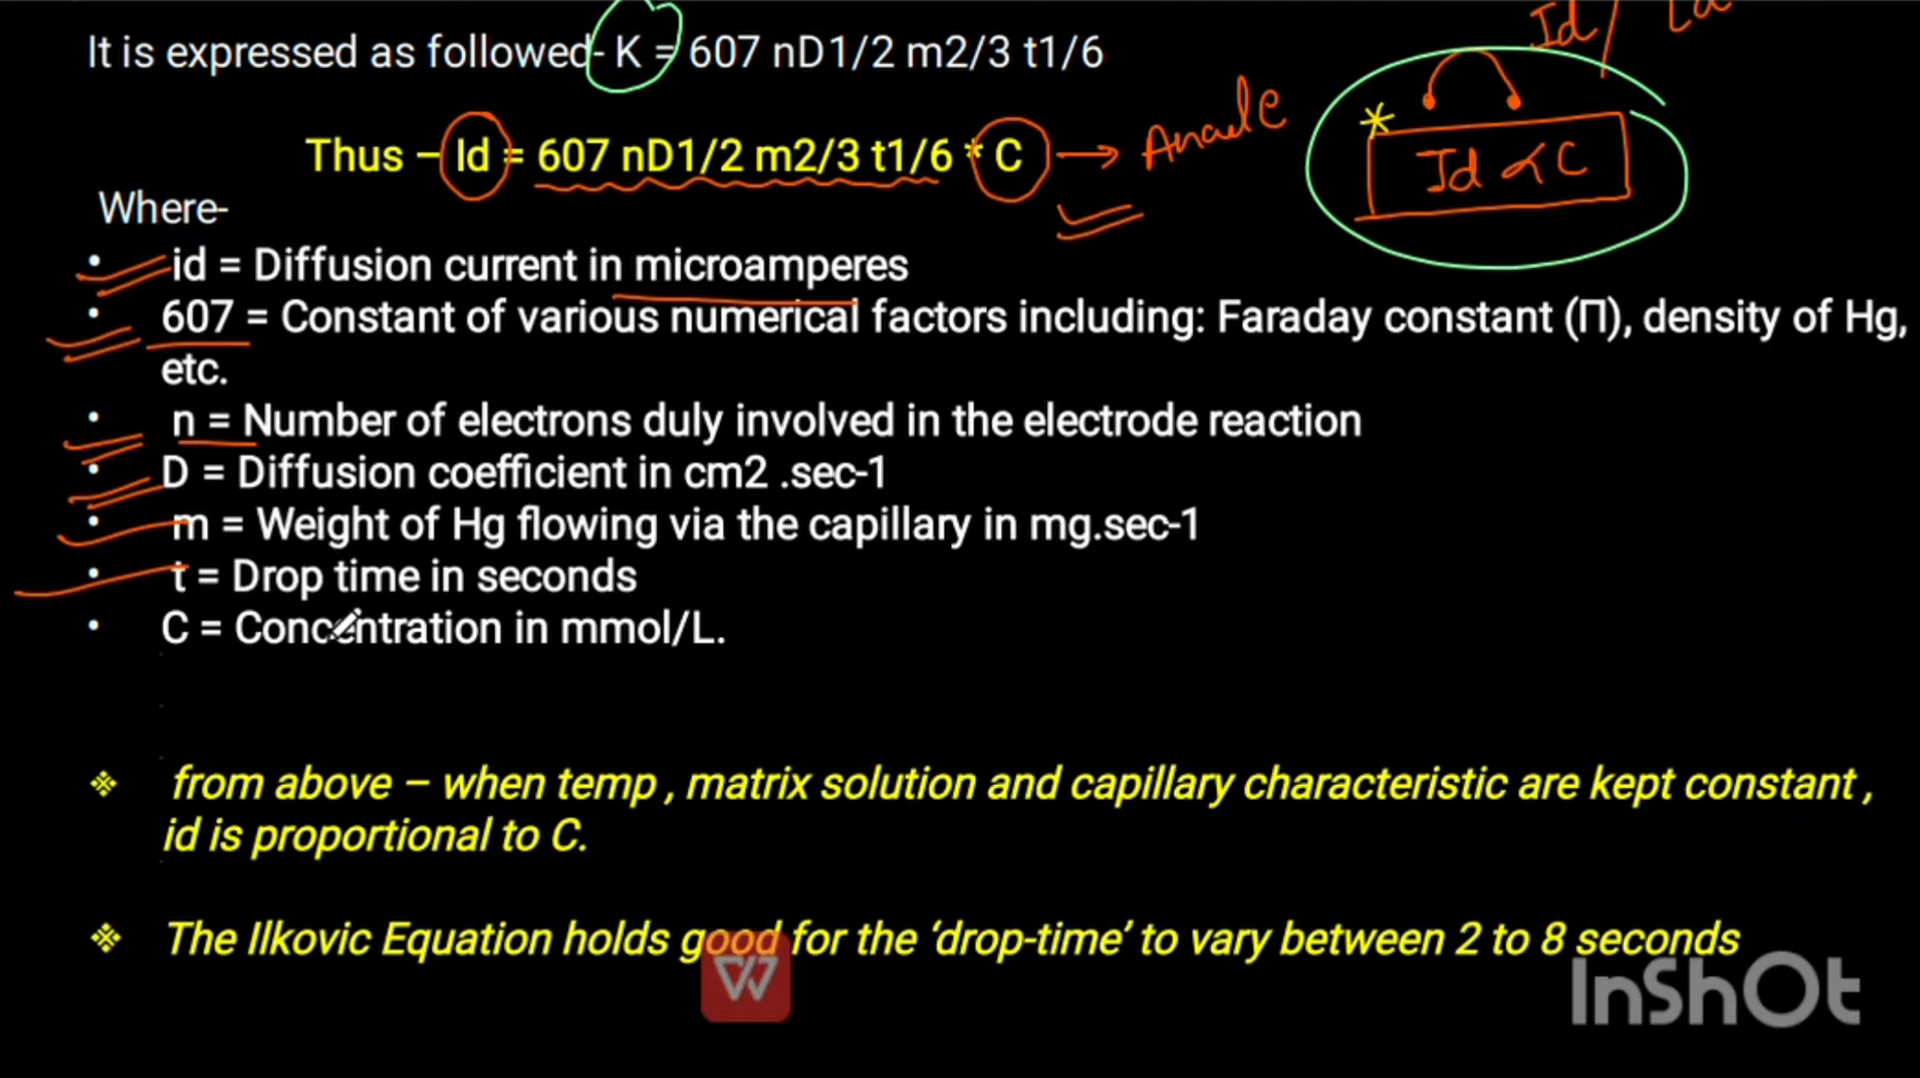 Id
It is expressed as followed- K = 607 nD1/2 m2/3 t1/6
Thus – Id = 607 nD1/2 m2/3 t1/6 * C
* Id ∝ C
Where-
• id = Diffusion current in microamperes
• 607 = Constant of various numerical factors including: Faraday constant (Π), density of Hg,
etc.
• n = Number of electrons duly involved in the electrode reaction
• D = Diffusion coefficient in cm2 .sec-1
• m = Weight of Hg flowing via the capillary in mg.sec-1
• t = Drop time in seconds
• C = Concentration in mmol/L.
❖ from above – when temp , matrix solution and capillary characteristic are kept constant ,
id is proportional to C.
❖ The Ilkovic Equation holds good for the ‘drop-time’ to vary between 2 to 8 seconds
W
InShOt